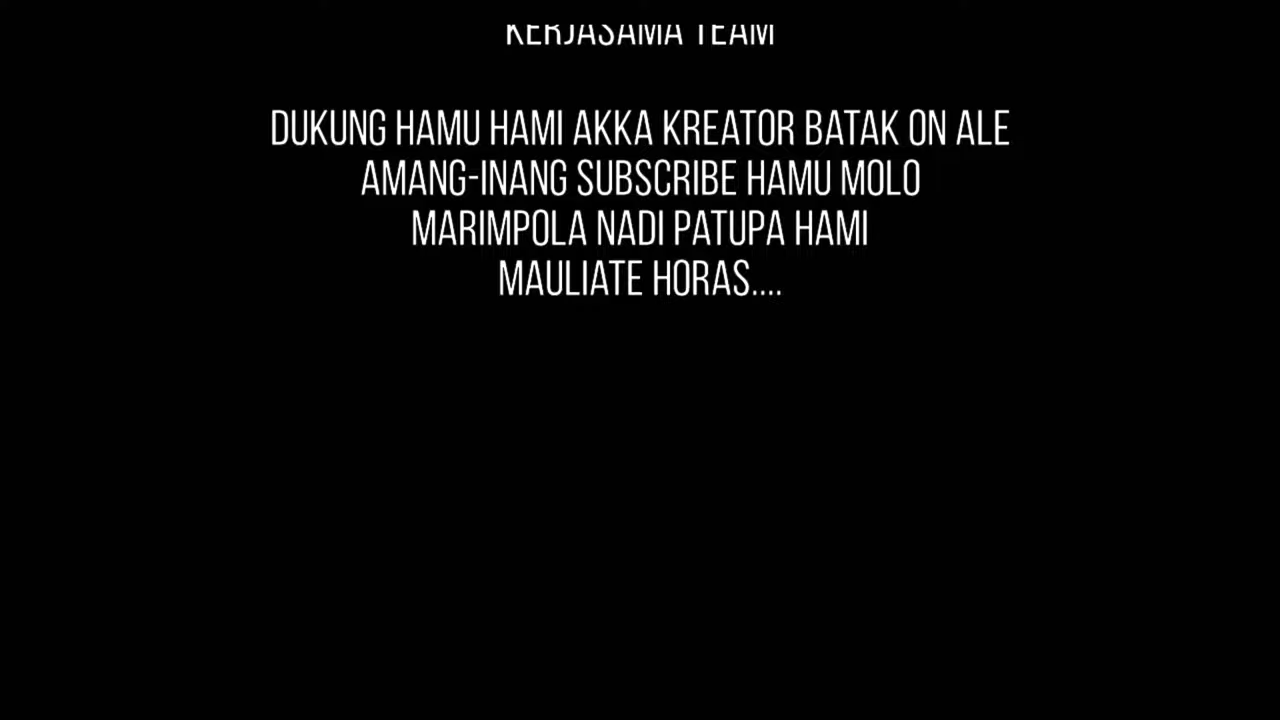 KERJASAMA TEAM
DUKUNG HAMU HAMI AKKA KREATOR BATAK ON ALE
AMANG-INANG SUBSCRIBE HAMU MOLO
MARIMPOLA NADI PATUPA HAMI
MAULIATE HORAS....